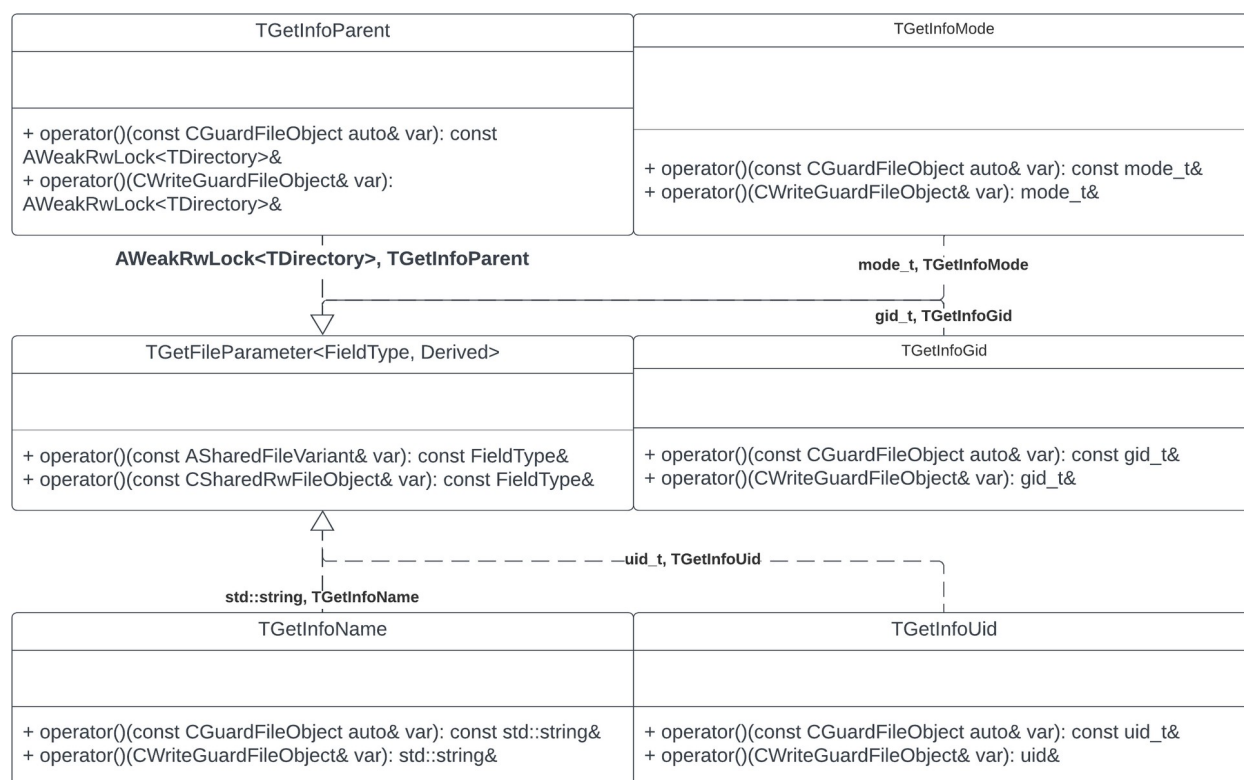 TGetInfoParent
+ operator()(const CGuardFileObject auto& var): const
AWeakRwLock<TDirectory>&
+ operator()(CWriteGuardFileObject& var):
AWeakRwLock<TDirectory>&
TGetInfoMode
+ operator()(const CGuardFileObject auto& var): const mode_t&
+ operator()(CWriteGuardFileObject& var): mode_t&
AWeakRwLock<TDirectory>, TGetInfoParent
mode_t, TGetInfoMode
gid_t, TGetInfoGid
TGetFileParameter<FieldType, Derived>
+ operator()(const ASharedFileVariant& var): const FieldType&
+ operator()(const CSharedRwFileObject& var): const FieldType&
TGetInfoGid
+ operator()(const CGuardFileObject auto& var): const gid_t&
+ operator()(CWriteGuardFileObject& var): gid_t&
uid_t, TGetInfoUid
std::string, TGetInfoName
TGetInfoName
+ operator()(const CGuardFileObject auto& var): const std::string&
+ operator()(CWriteGuardFileObject& var): std::string&
TGetInfoUid
+ operator()(const CGuardFileObject auto& var): const uid_t&
+ operator()(CWriteGuardFileObject& var): uid&